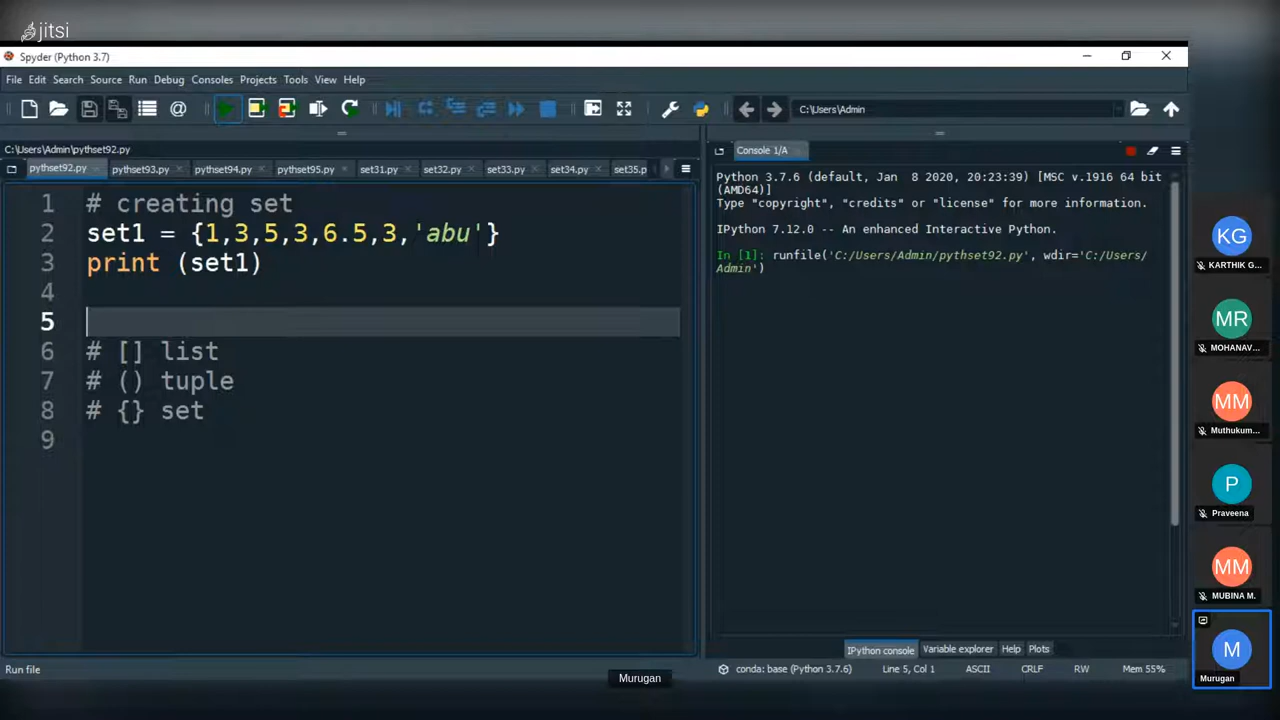 jitsi
Spyder (Python 3.7)
File Edit Search Source Run Debug Consoles Projects Tools View Help
C:\Users\Admin
C:\Users\Admin\pythset92.py
pythset92.py pythset93.py pythset94.py pythset95.py set31.py set32.py set33.py set34.py set35.p
1 # creating set
2 set1 = {1,3,5,3,6.5,3,'abu'}
3 print (set1)
4
5
6 # [] list
7 # () tuple
8 # {} set
9
Console 1/A
Python 3.7.6 (default, Jan  8 2020, 20:23:39) [MSC v.1916 64 bit
(AMD64)]
Type "copyright", "credits" or "license" for more information.
IPython 7.12.0 -- An enhanced Interactive Python.
In [1]: runfile('C:/Users/Admin/pythset92.py', wdir='C:/Users/
Admin')
IPython console Variable explorer Help Plots
Run file
conda: base (Python 3.7.6) Line 5, Col 1 ASCII CRLF RW Mem 55%
Murugan
KG
KARTHIK G...
MR
MOHANAV...
MM
Muthukum...
P
Praveena
MM
MUBINA M.
M
Murugan